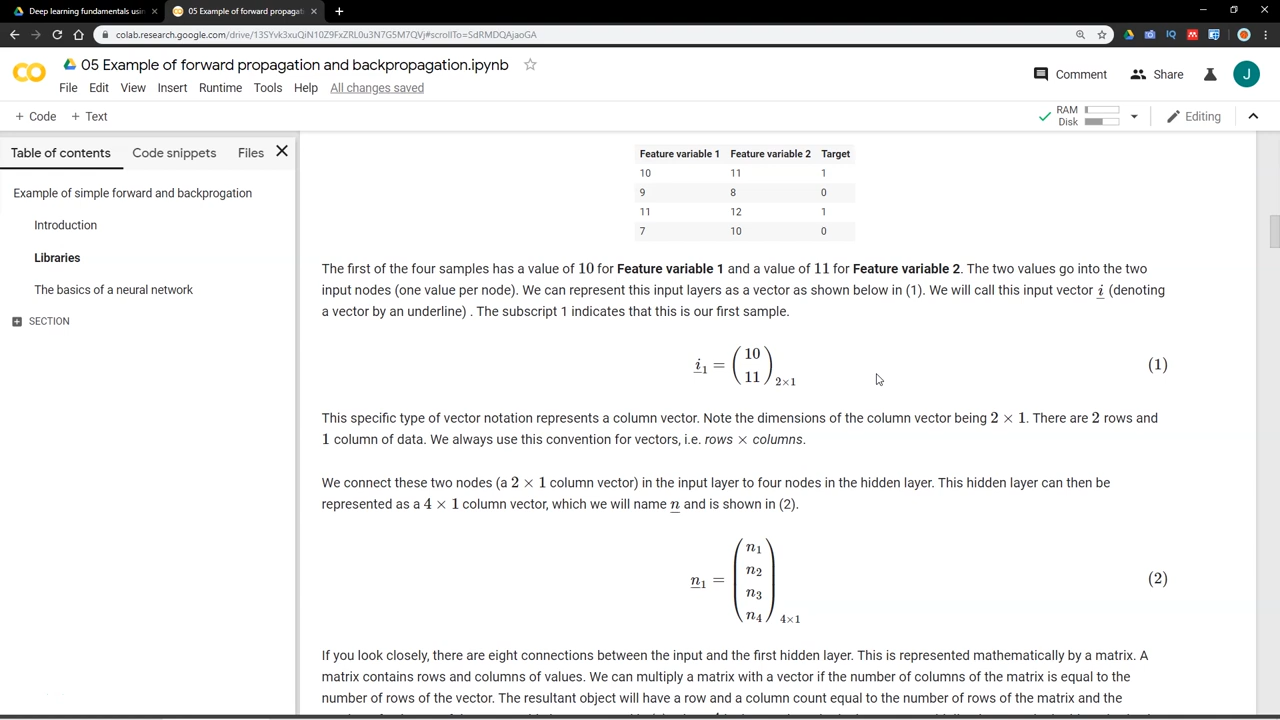 Deep learning fundamentals usin
05 Example of forward propagati
colab.research.google.com/drive/13SYvk3xuQiN10Z9FxZRL0u3N7G5M7QVj#scrollTo=SdRMDQAjaoGA
05 Example of forward propagation and backpropagation.ipynb
Comment
Share
J
File Edit View Insert Runtime Tools Help All changes saved
+ Code + Text
RAM
Disk
Editing
Table of contents Code snippets Files
Example of simple forward and backprogation
Introduction
Libraries
The basics of a neural network
SECTION
Feature variable 1 Feature variable 2 Target
10 11 1
9 8 0
11 12 1
7 10 0
The first of the four samples has a value of 10 for Feature variable 1 and a value of 11 for Feature variable 2. The two values go into the two
input nodes (one value per node). We can represent this input layers as a vector as shown below in (1). We will call this input vector i (denoting
a vector by an underline) . The subscript 1 indicates that this is our first sample.
i₁ = (10
11)₂ₓ₁ (1)
This specific type of vector notation represents a column vector. Note the dimensions of the column vector being 2 × 1. There are 2 rows and
1 column of data. We always use this convention for vectors, i.e. rows × columns.
We connect these two nodes (a 2 × 1 column vector) in the input layer to four nodes in the hidden layer. This hidden layer can then be
represented as a 4 × 1 column vector, which we will name n and is shown in (2).
n₁ = (n₁
n₂
n₃
n₄)₄ₓ₁ (2)
If you look closely, there are eight connections between the input and the first hidden layer. This is represented mathematically by a matrix. A
matrix contains rows and columns of values. We can multiply a matrix with a vector if the number of columns of the matrix is equal to the
number of rows of the vector. The resultant object will have a row and a column count equal to the number of rows of the matrix and the